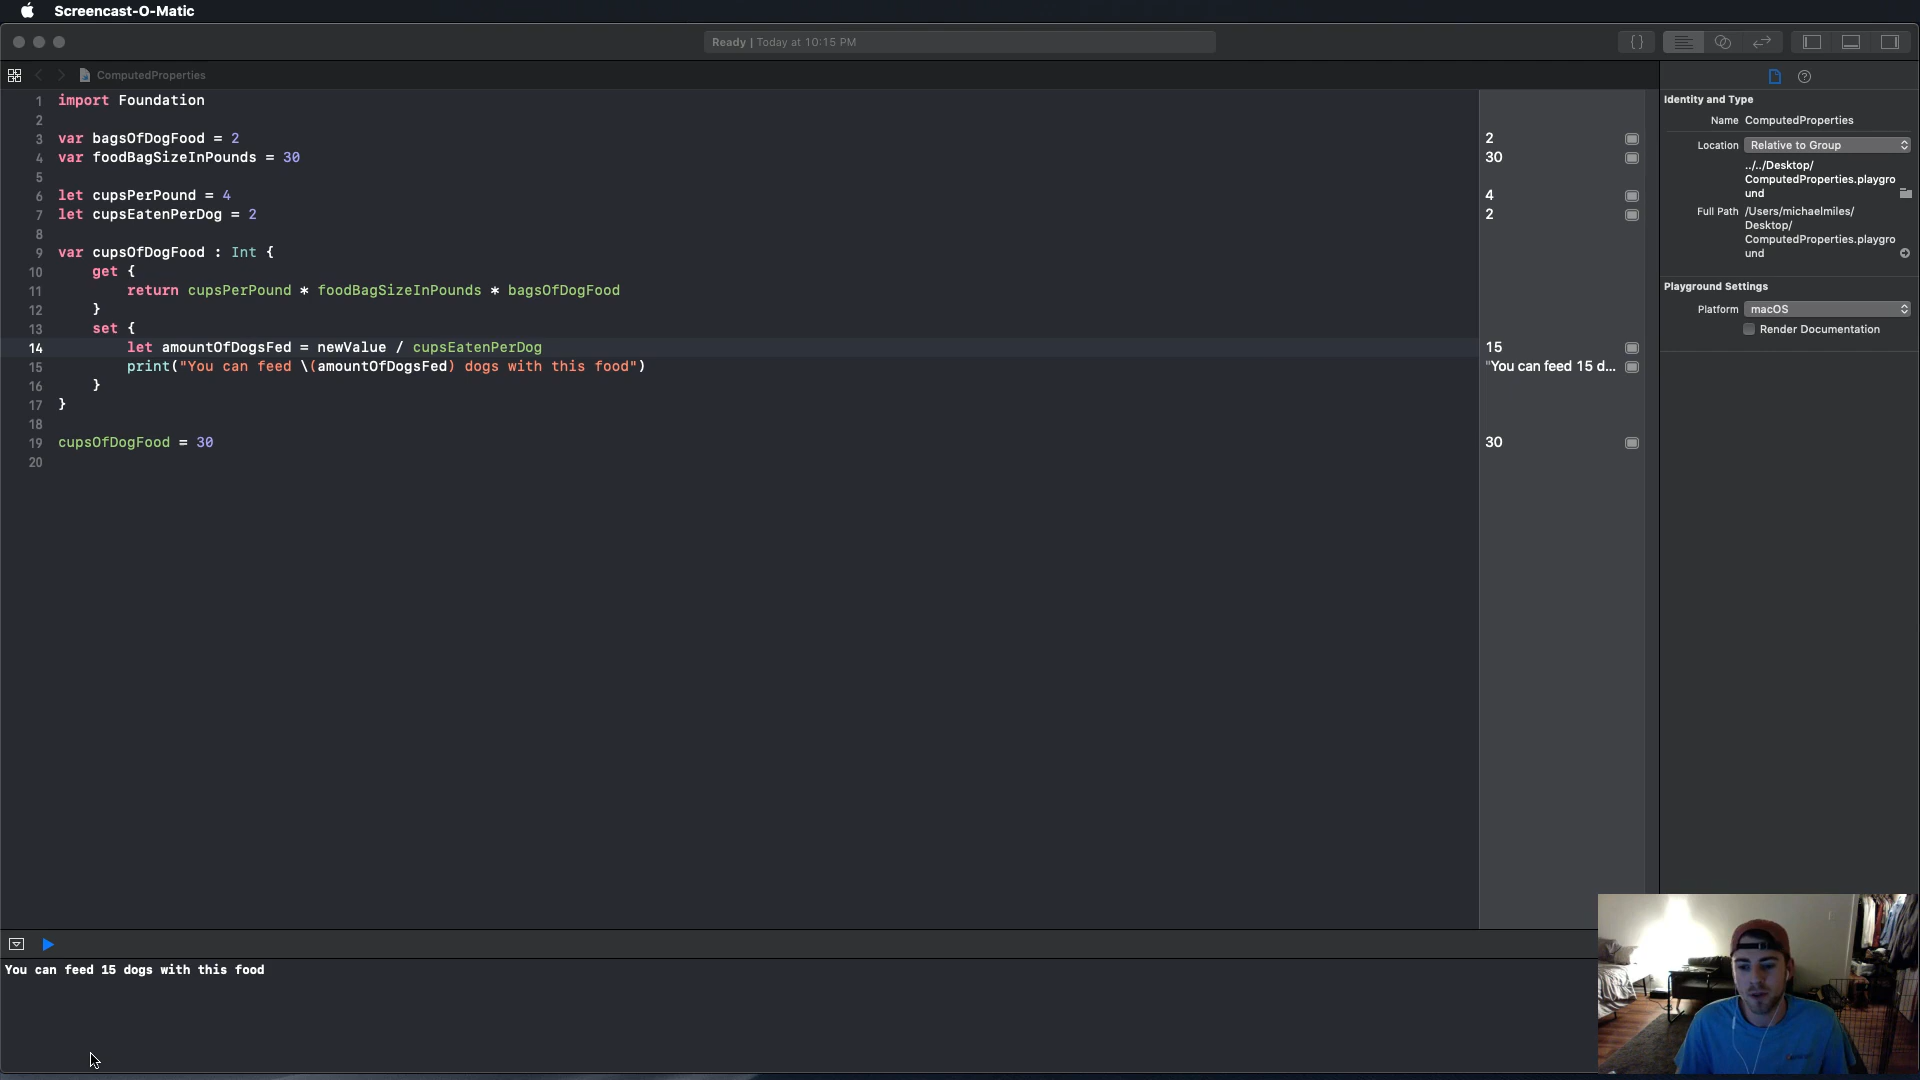 Screencast-O-Matic
Ready | Today at 10:15 PM
{}
ComputedProperties
1 import Foundation
2
3 var bagsOfDogFood = 2
4 var foodBagSizeInPounds = 30
5
6 let cupsPerPound = 4
7 let cupsEatenPerDog = 2
8
9 var cupsOfDogFood : Int {
10 get {
11 return cupsPerPound * foodBagSizeInPounds * bagsOfDogFood
12 }
13 set {
14 let amountOfDogsFed = newValue / cupsEatenPerDog
15 print("You can feed \(amountOfDogsFed) dogs with this food")
16 }
17 }
18
19 cupsOfDogFood = 30
20
2
30
4
2
15
"You can feed 15 d...
30
Identity and Type
Name ComputedProperties
Location Relative to Group
../../Desktop/
ComputedProperties.playgro
und
Full Path /Users/michaelmiles/
Desktop/
ComputedProperties.playgro
und
Playground Settings
Platform macOS
Render Documentation
You can feed 15 dogs with this food